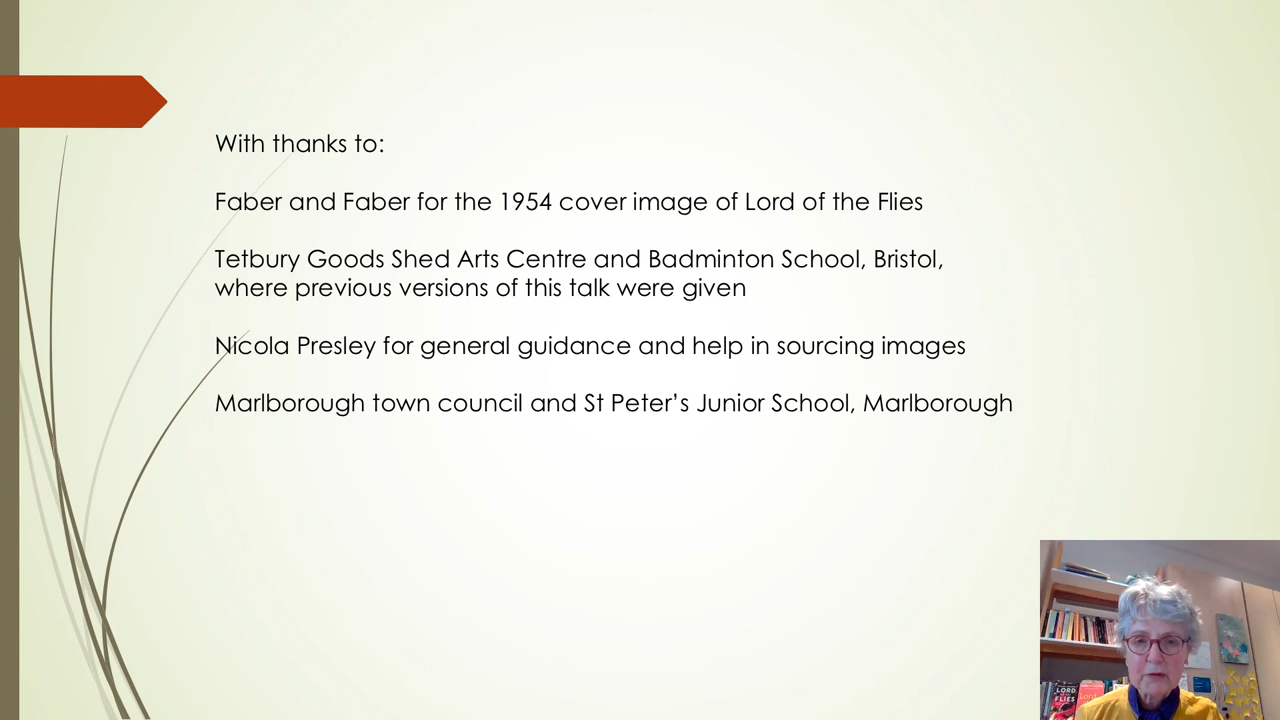 With thanks to:
Faber and Faber for the 1954 cover image of Lord of the Flies
Tetbury Goods Shed Arts Centre and Badminton School, Bristol,
where previous versions of this talk were given
Nicola Presley for general guidance and help in sourcing images
Marlborough town council and St Peter’s Junior School, Marlborough
LORD
FLIES